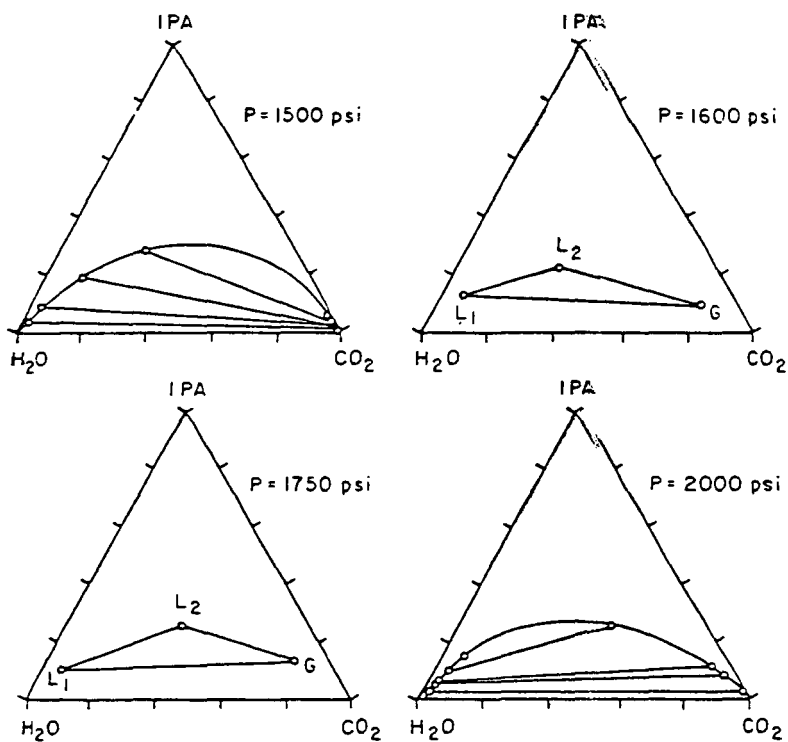 IPA
P = 1500 psi
H2O
CO2
IPA
P = 1600 psi
L2
L1
G
H2O
CO2
IPA
P = 1750 psi
L2
L1
G
H2O
CO2
IPA
P = 2000 psi
H2O
CO2